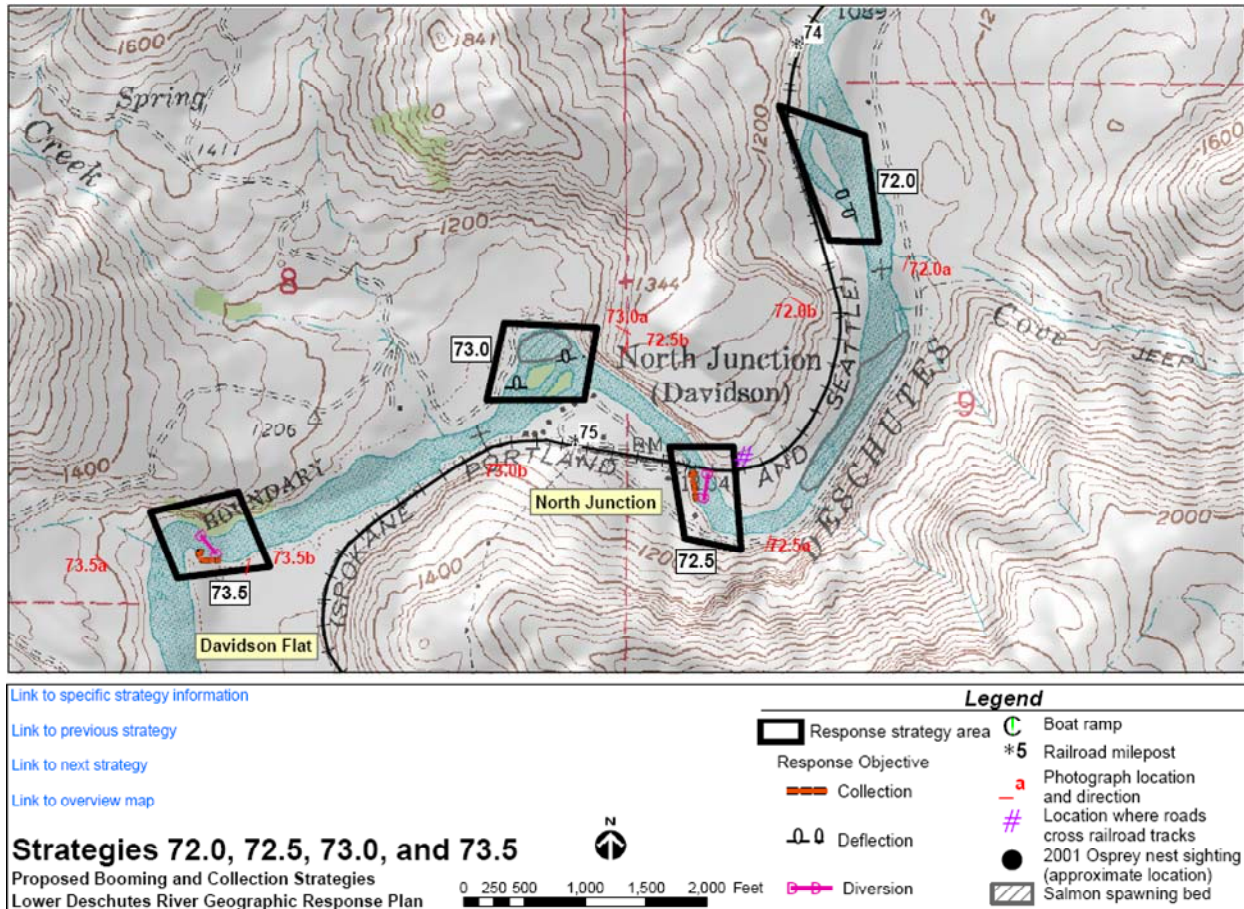 1600
1841
1089
74
1200
1200
Spring
Creek
1411
1200
72.0
1600
8
1344
73.0a
72.5b
72.0b
72.0a
73.0
North Junction
(Davidson)
SEATTLE)
Cove
JEEP
1206
75
BM
1104
AND
9
DESCHUTES
1400
BOUNDARY
PORTLAND
73.0b
North Junction
2000
72.5a
72.5
73.5a
73.5b
73.5
(SPOKANE
1400
Davidson Flat
Link to specific strategy information
Link to previous strategy
Link to next strategy
Link to overview map
Strategies 72.0, 72.5, 73.0, and 73.5
Proposed Booming and Collection Strategies
Lower Deschutes River Geographic Response Plan
N
0 250 500 1,000 1,500 2,000 Feet
Legend
Response strategy area
Response Objective
Collection
Deflection
Diversion
Boat ramp
*5 Railroad milepost
a Photograph location
and direction
# Location where roads
cross railroad tracks
2001 Osprey nest sighting
(approximate location)
Salmon spawning bed